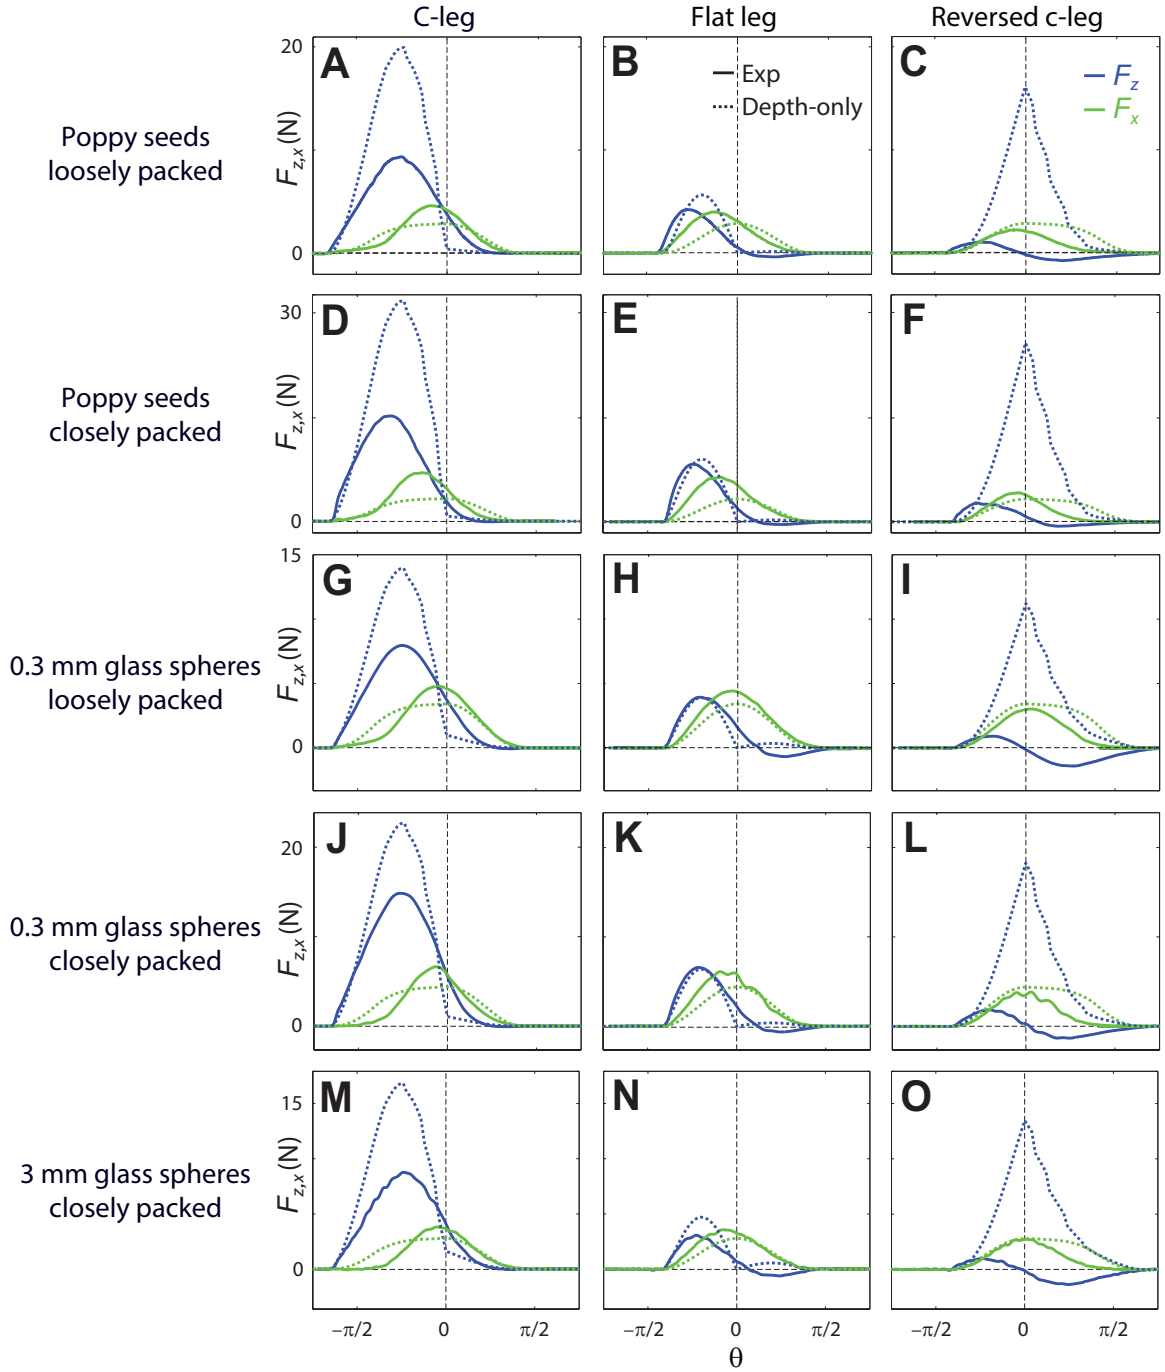 C-leg
Flat leg
Reversed c-leg
Poppy seeds
loosely packed
F_z,x (N)
20
0
A
B
Exp
Depth-only
C
F_z
F_x
Poppy seeds
closely packed
F_z,x (N)
30
0
D
E
F
0.3 mm glass spheres
loosely packed
F_z,x (N)
15
0
G
H
I
0.3 mm glass spheres
closely packed
F_z,x (N)
20
0
J
K
L
3 mm glass spheres
closely packed
F_z,x (N)
15
0
M
N
O
−π/2 0 π/2
−π/2 0 π/2
−π/2 0 π/2
θ